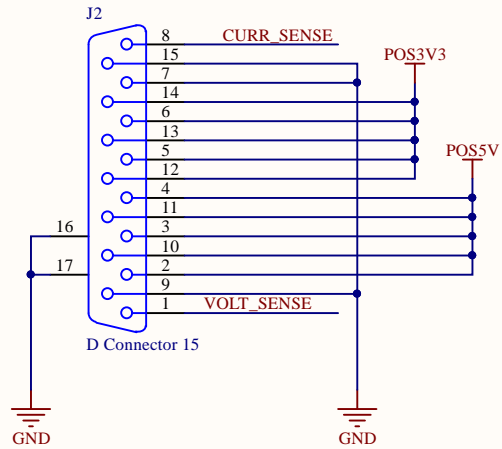 J2
8 CURR_SENSE
15
POS3V3
7
14
6
13
5
POS5V
12
4
11
16 3
10
17 2
9
1 VOLT_SENSE
D Connector 15
GND GND